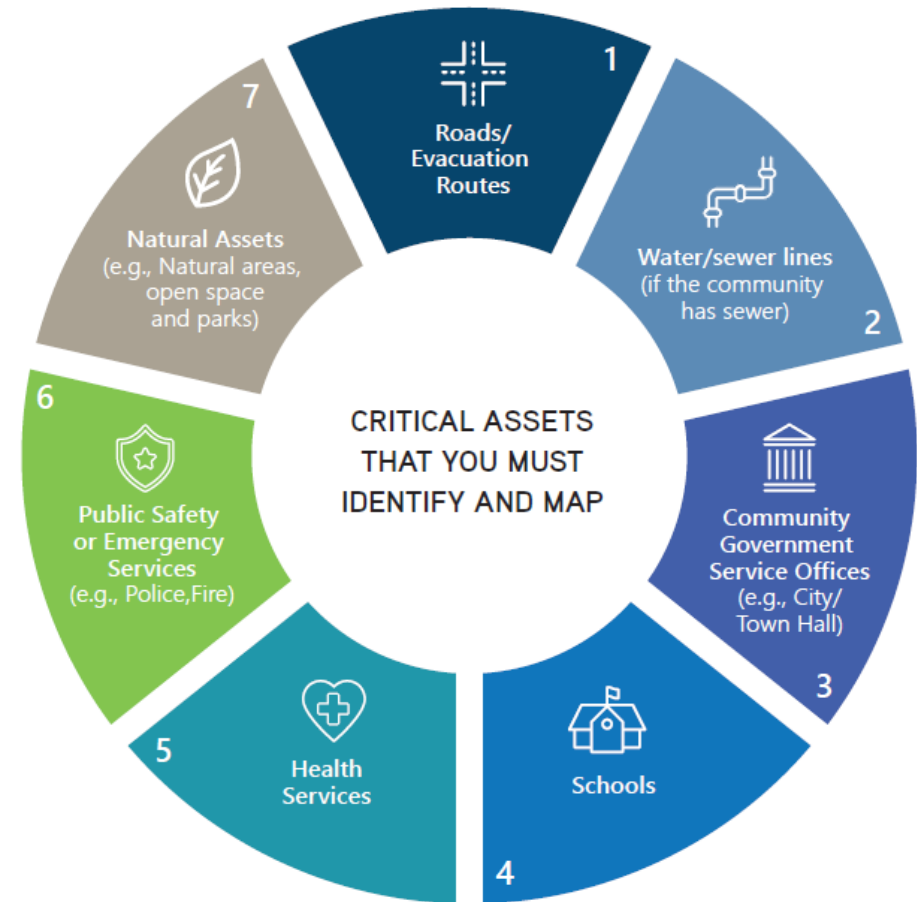 CRITICAL ASSETS
THAT YOU MUST
IDENTIFY AND MAP
1
Roads/
Evacuation
Routes
Water/sewer lines
(if the community
has sewer)
2
Community
Government
Service Offices
(e.g., City/
Town Hall)
3
Schools
4
5
Health
Services
6
Public Safety
or Emergency
Services
(e.g., Police,Fire)
7
Natural Assets
(e.g., Natural areas,
open space
and parks)